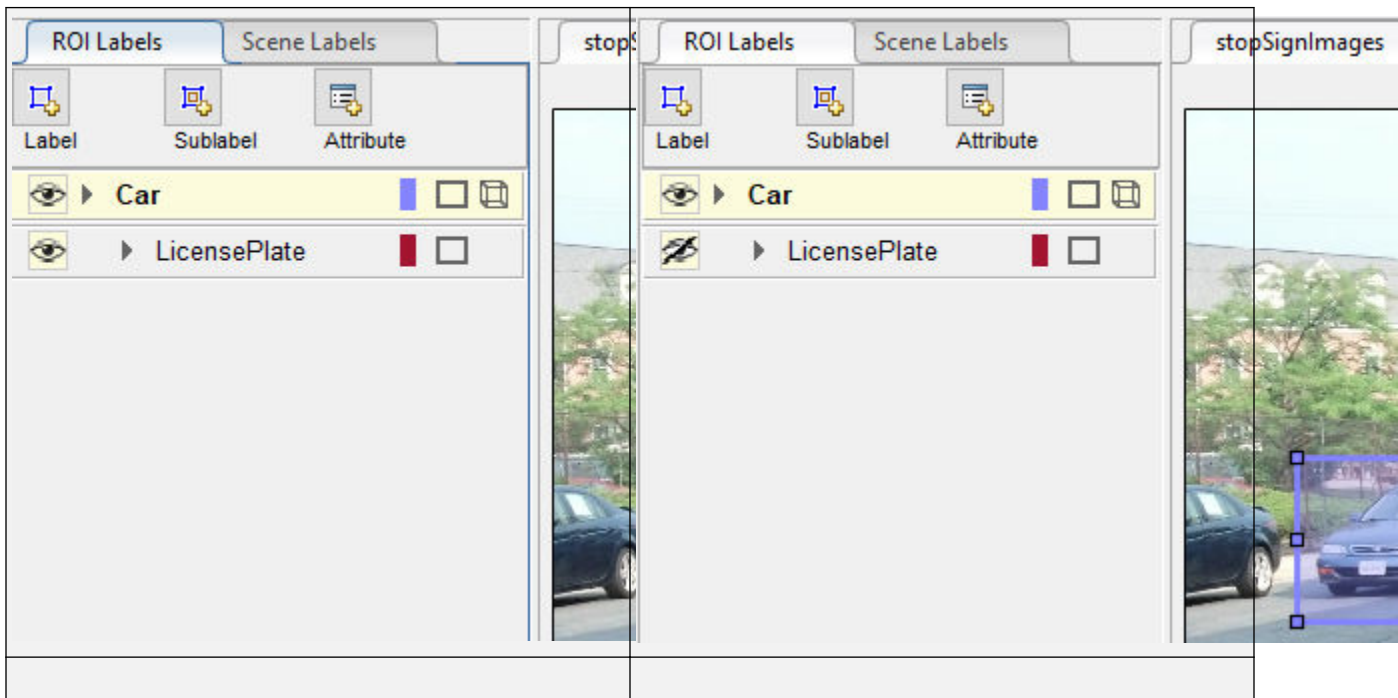 ROI Labels Scene Labels
Label Sublabel Attribute
Car
LicensePlate
ROI Labels Scene Labels stopSignImages
Label Sublabel Attribute
Car
LicensePlate